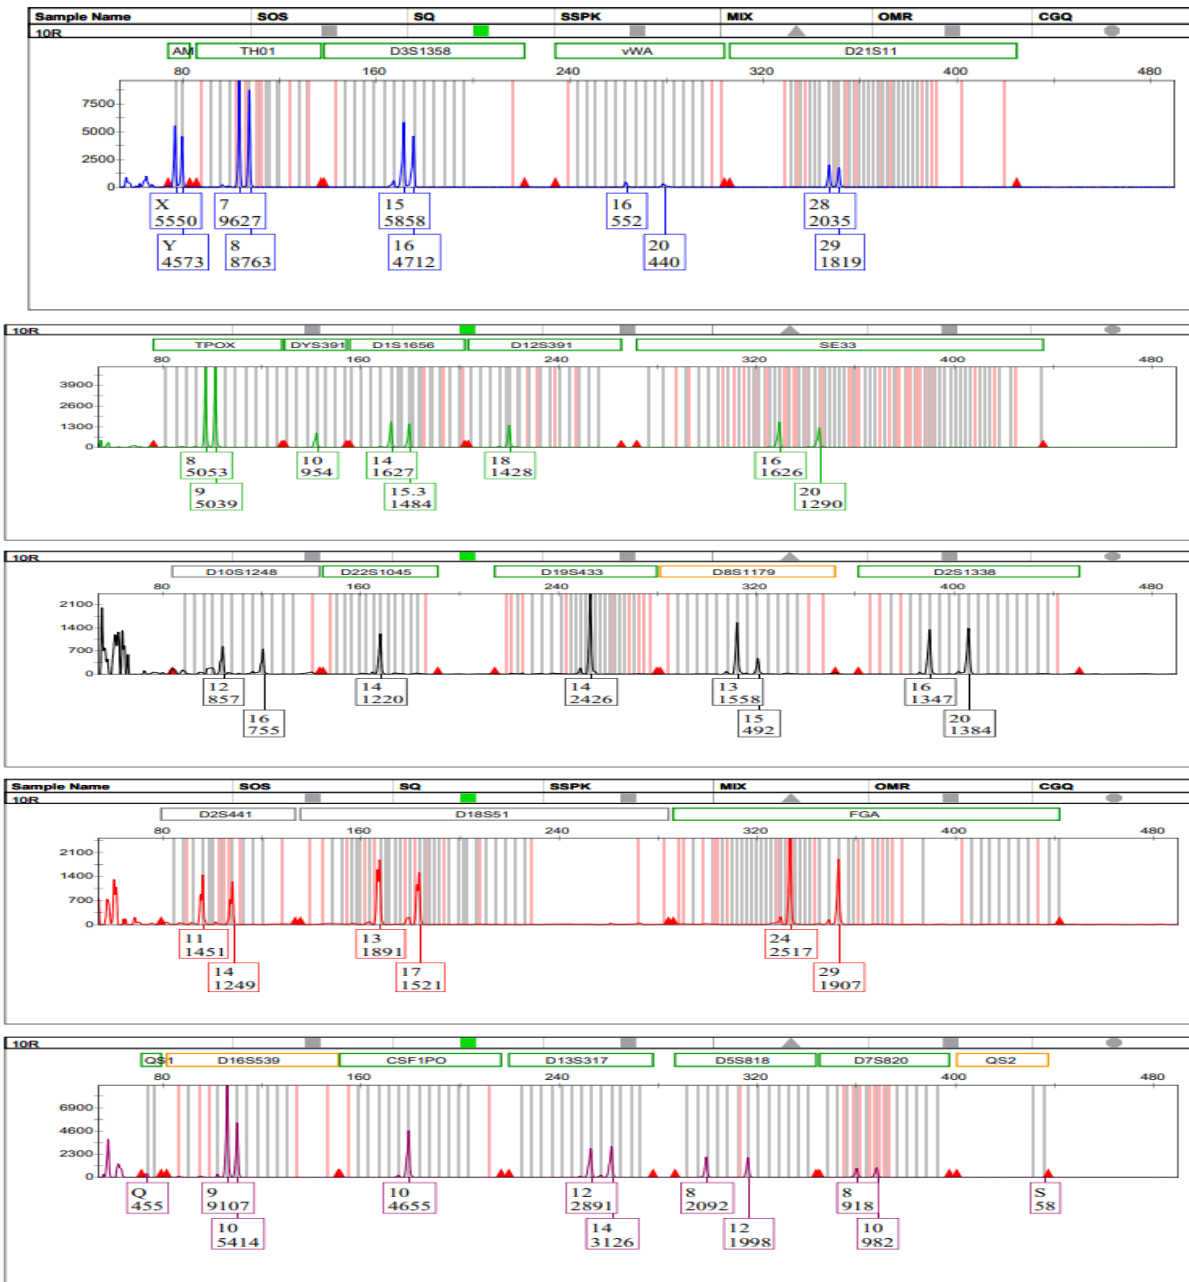 Sample Name SOS SQ SSPK MIX OMR CGQ
10R
AM TH01 D3S1358 vWA D21S11
80 160 240 320 400 480
7500
5000
2500
0
X 7 15 16 28
5550 9627 5858 552 2035
Y 8 16 20 29
4573 8763 4712 440 1819
10R
TPOX DYS391 D1S1656 D12S391 SE33
80 160 240 320 400 480
3900
2600
1300
0
8 10 14 18 16
5053 954 1627 1428 1626
9 15.3 20
5039 1484 1290
10R
D10S1248 D22S1045 D19S433 D8S1179 D2S1338
80 160 240 320 400 480
2100
1400
700
0
12 14 14 13 16
857 1220 2426 1558 1347
16 15 20
755 492 1384
Sample Name SOS SQ SSPK MIX OMR CGQ
10R
D2S441 D18S51 FGA
80 160 240 320 400 480
2100
1400
700
0
11 13 24
1451 1891 2517
14 17 29
1249 1521 1907
10R
QS1 D16S539 CSF1PO D13S317 D5S818 D7S820 QS2
80 160 240 320 400 480
6900
4600
2300
0
Q 9 10 12 8 8 S
455 9107 4655 2891 2092 918 58
10 14 12 10
5414 3126 1998 982